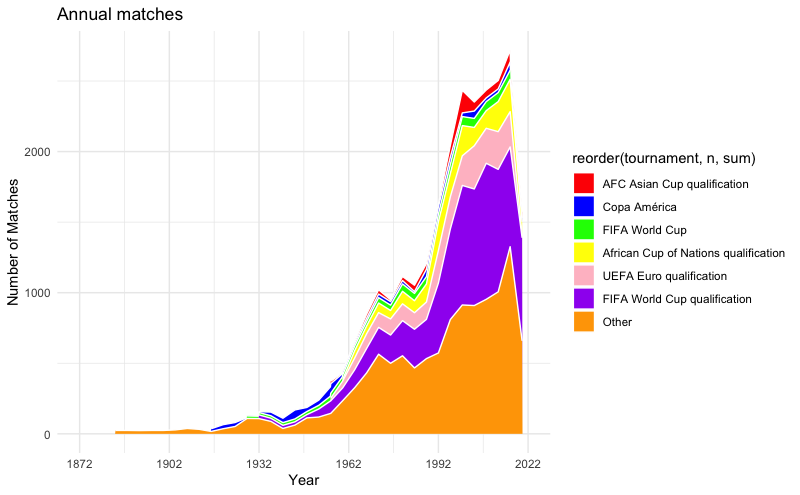 Annual matches
Number of Matches
2000
1000
0
1872
1902
1932
1962
1992
2022
Year
reorder(tournament, n, sum)
AFC Asian Cup qualification
Copa América
FIFA World Cup
African Cup of Nations qualification
UEFA Euro qualification
FIFA World Cup qualification
Other